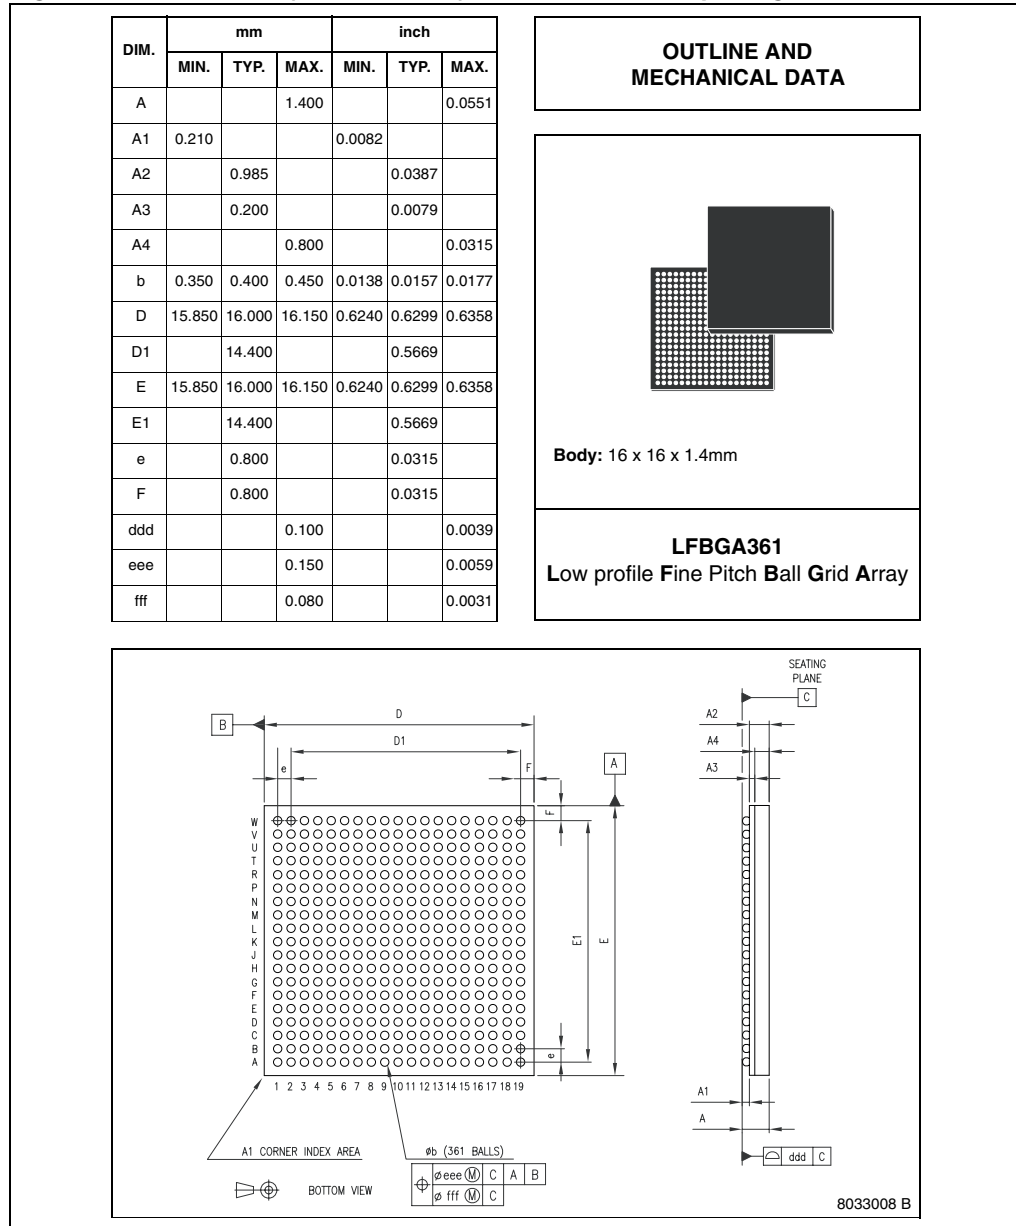 DIM. mm inch
MIN. TYP. MAX. MIN. TYP. MAX.
A 1.400 0.0551
A1 0.210 0.0082
A2 0.985 0.0387
A3 0.200 0.0079
A4 0.800 0.0315
b 0.350 0.400 0.450 0.0138 0.0157 0.0177
D 15.850 16.000 16.150 0.6240 0.6299 0.6358
D1 14.400 0.5669
E 15.850 16.000 16.150 0.6240 0.6299 0.6358
E1 14.400 0.5669
e 0.800 0.0315
F 0.800 0.0315
ddd 0.100 0.0039
eee 0.150 0.0059
fff 0.080 0.0031
OUTLINE AND
MECHANICAL DATA
Body: 16 x 16 x 1.4mm
LFBGA361
Low profile Fine Pitch Ball Grid Array
SEATING
PLANE
C
B
D
D1
e
F
A
F
A2
A4
A3
W
V
U
T
R
P
N
M
L
K
J
H
G
F
E
D
C
B
A
E1
E
e
1 2 3 4 5 6 7 8 9 10 11 12 13 14 15 16 17 18 19
A1
A
A1 CORNER INDEX AREA
øb (361 BALLS)
ø eee Ⓜ C A B
ø fff Ⓜ C
BOTTOM VIEW
ddd C
8033008 B